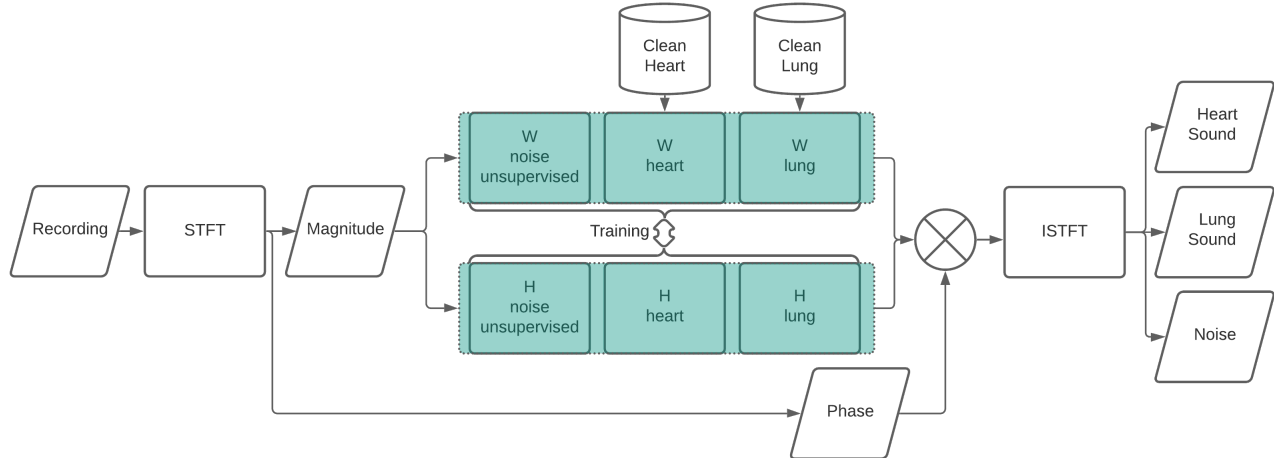 Clean
Heart
Clean
Lung
W
noise
unsupervised
W
heart
W
lung
Recording
STFT
Magnitude
Training
H
noise
unsupervised
H
heart
H
lung
Phase
ISTFT
Heart
Sound
Lung
Sound
Noise